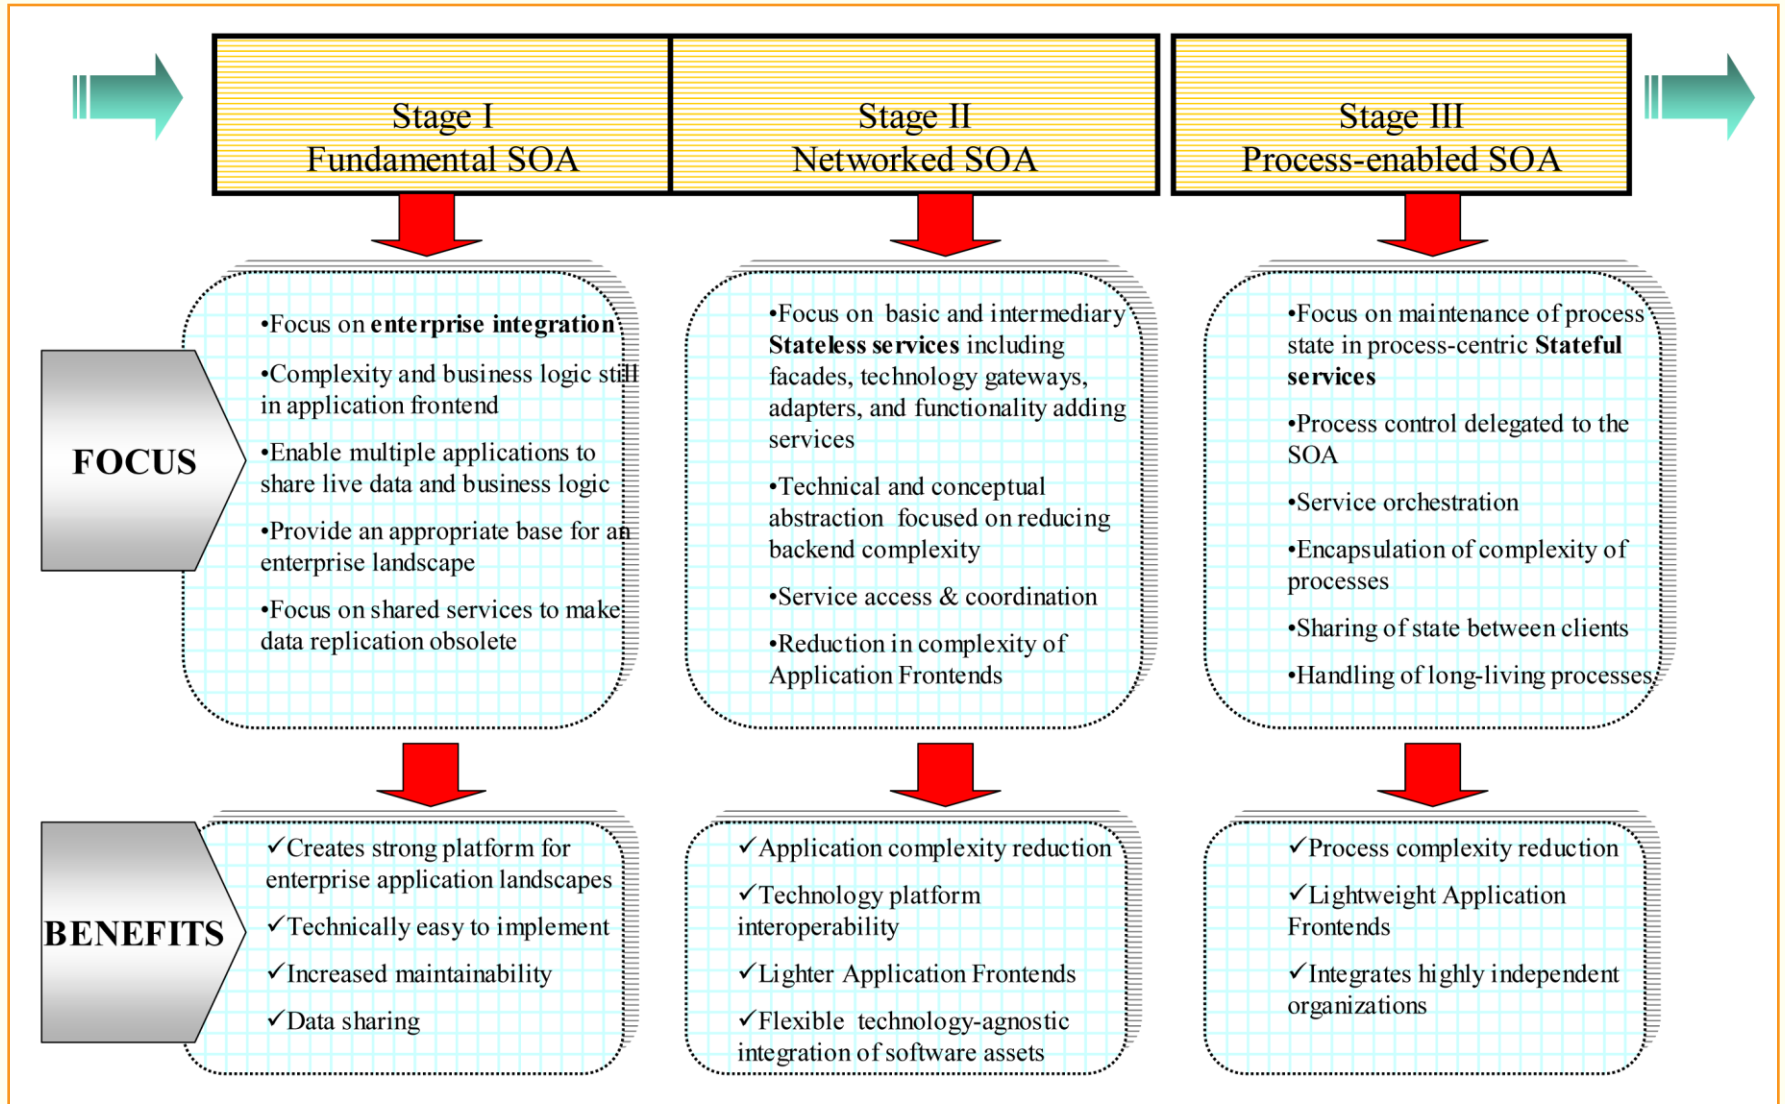 Stage I
Fundamental SOA
Stage II
Networked SOA
Stage III
Process-enabled SOA
FOCUS
•Focus on enterprise integration
•Complexity and business logic still
in application frontend
•Enable multiple applications to
share live data and business logic
•Provide an appropriate base for an
enterprise landscape
•Focus on shared services to make
data replication obsolete
•Focus on basic and intermediary
Stateless services including
facades, technology gateways,
adapters, and functionality adding
services
•Technical and conceptual
abstraction focused on reducing
backend complexity
•Service access & coordination
•Reduction in complexity of
Application Frontends
•Focus on maintenance of process
state in process-centric Stateful
services
•Process control delegated to the
SOA
•Service orchestration
•Encapsulation of complexity of
processes
•Sharing of state between clients
•Handling of long-living processes
BENEFITS
✓Creates strong platform for
enterprise application landscapes
✓Technically easy to implement
✓Increased maintainability
✓Data sharing
✓Application complexity reduction
✓Technology platform
interoperability
✓Lighter Application Frontends
✓Flexible technology-agnostic
integration of software assets
✓Process complexity reduction
✓Lightweight Application
Frontends
✓Integrates highly independent
organizations